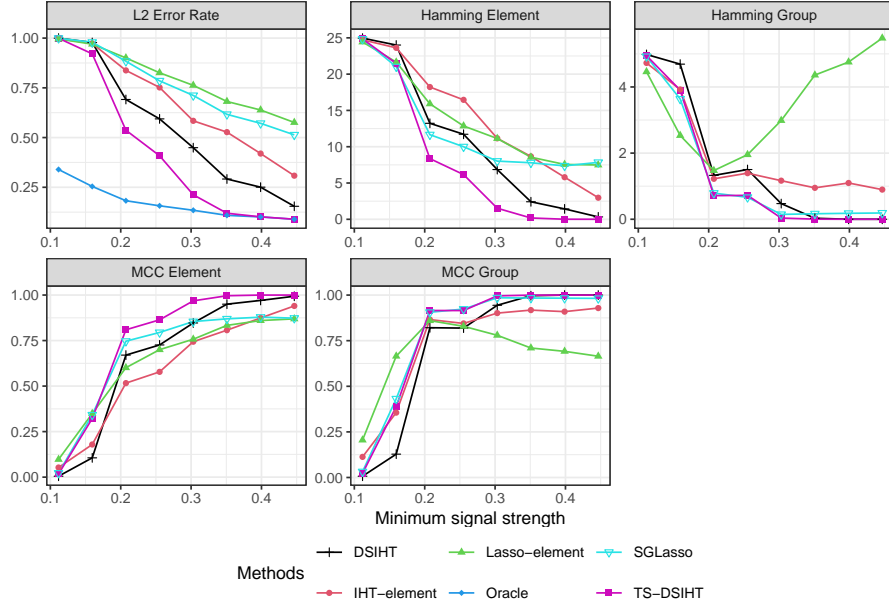 L2 Error Rate
Hamming Element
Hamming Group
1.00
0.75
0.50
0.25
25
20
15
10
5
0
4
2
0
0.1 0.2 0.3 0.4
0.1 0.2 0.3 0.4
0.1 0.2 0.3 0.4
MCC Element
MCC Group
1.00
0.75
0.50
0.25
0.00
1.00
0.75
0.50
0.25
0.00
0.1 0.2 0.3 0.4
0.1 0.2 0.3 0.4
Minimum signal strength
Methods
DSIHT
Lasso−element
SGLasso
IHT−element
Oracle
TS−DSIHT